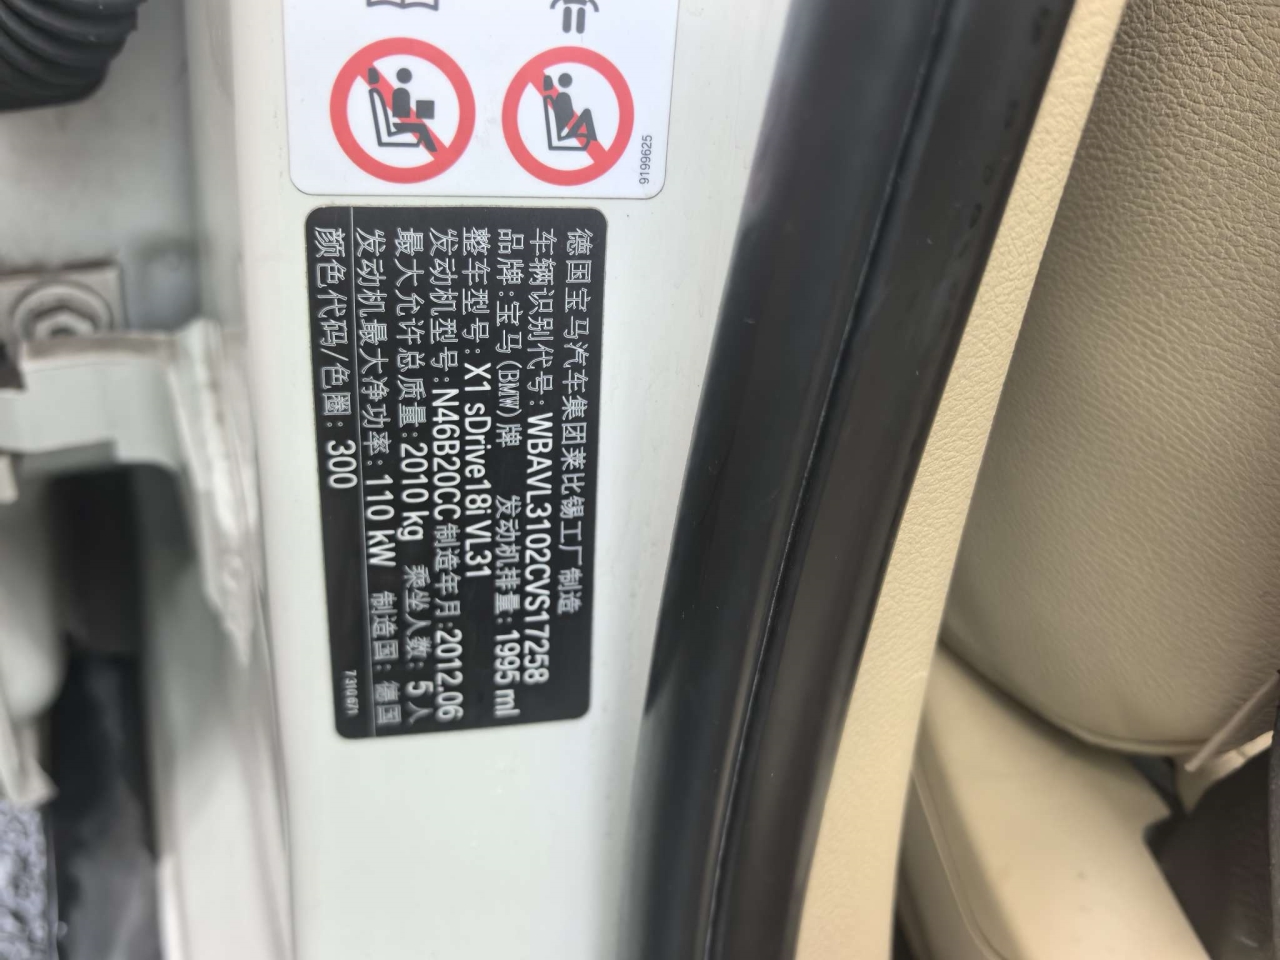 9199625
德国宝马汽车集团莱比锡工厂制造
车辆识别代号: WBAVL3102CVS17258
品牌:宝马(BMW)牌 发动机排量: 1995 ml
整车型号: X1 sDrive18i VL31
发动机型号: N46B20CC 制造年月:2012.06
最大允许总质量:2010 kg 乘坐人数: 5 人
发动机最大净功率: 110 kW 制造国: 德国
颜色代码/色圈: 300